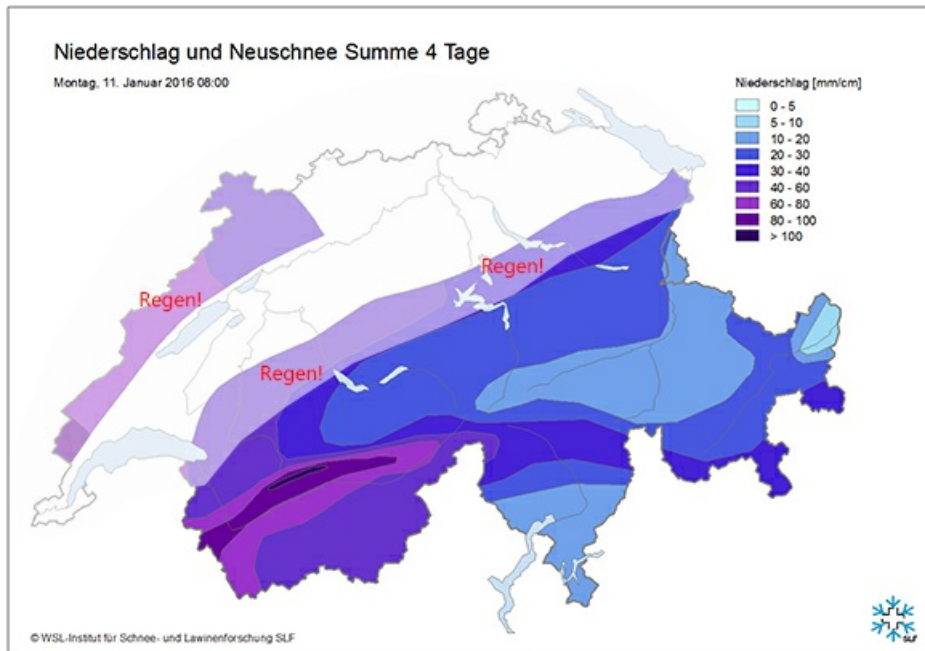 Niederschlag und Neuschnee Summe 4 Tage
Montag, 11. Januar 2016 08:00
Niederschlag [mm/cm]
0 - 5
5 - 10
10 - 20
20 - 30
30 - 40
40 - 60
60 - 80
80 - 100
> 100
Regen!
Regen!
Regen!
© WSL-Institut für Schnee- und Lawinenforschung SLF
SLF